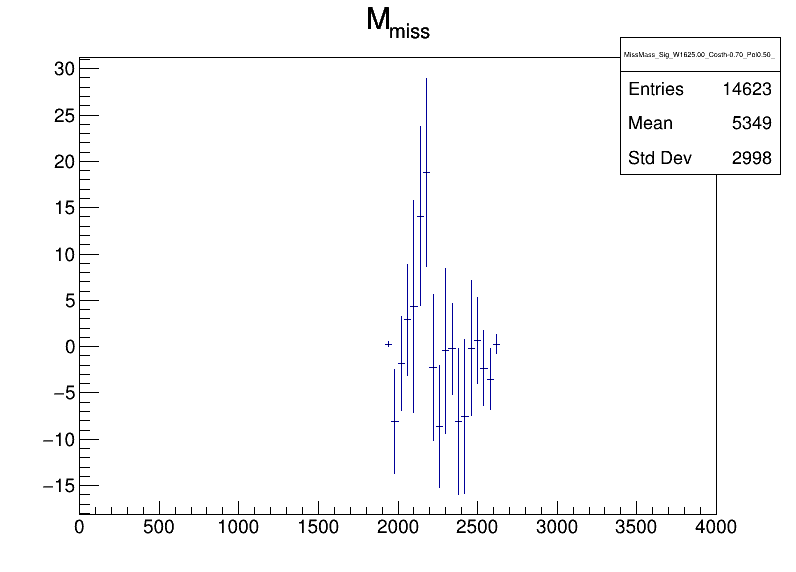 M_miss
MissMass_Sig_W1625.00_Costh-0.70_Pol0.50_
Entries 14623
Mean 5349
Std Dev 2998
30
25
20
15
10
5
0
−5
−10
−15
0 500 1000 1500 2000 2500 3000 3500 4000